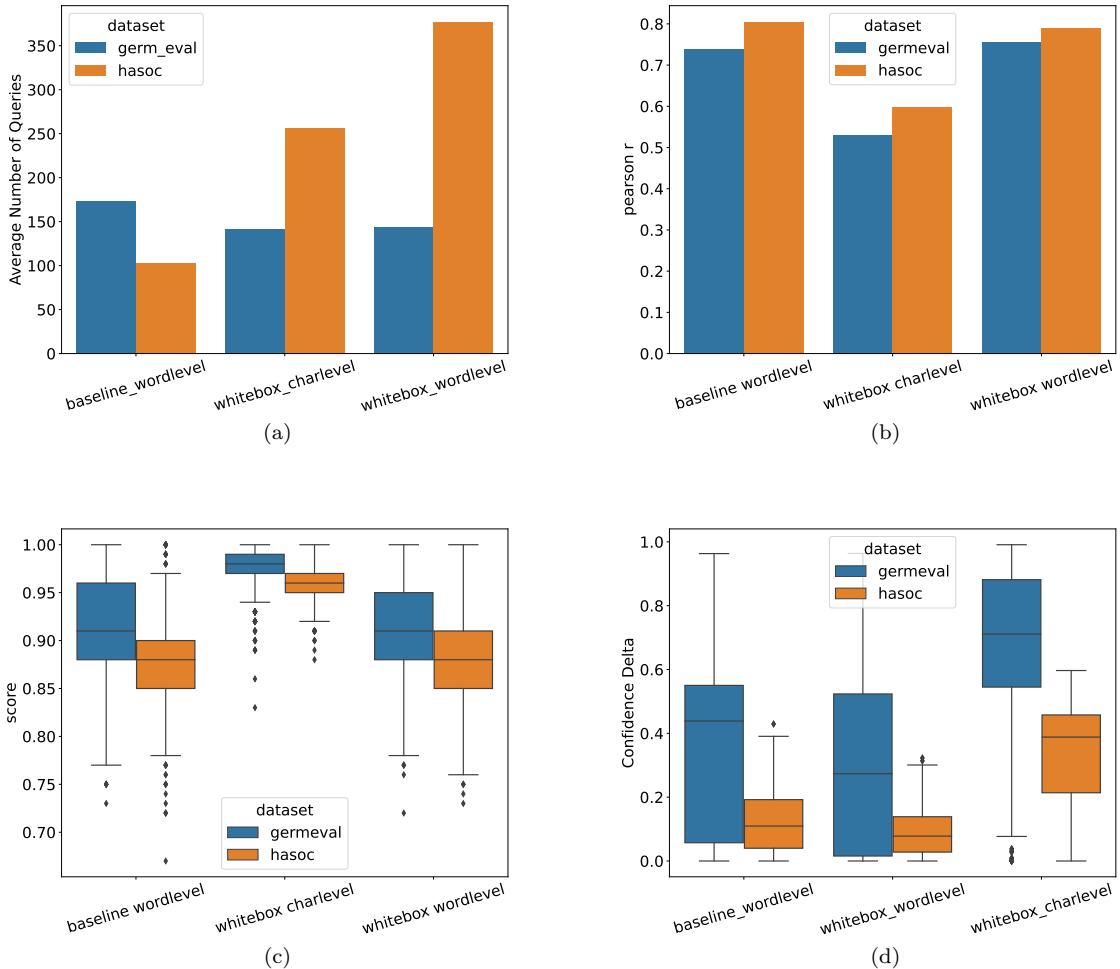 dataset
germ_eval
hasoc
Average Number of Queries
350
300
250
200
150
100
50
0
baseline_wordlevel
whitebox_charlevel
whitebox_wordlevel
(a)
dataset
germeval
hasoc
pearson r
0.8
0.7
0.6
0.5
0.4
0.3
0.2
0.1
0.0
baseline wordlevel
whitebox charlevel
whitebox wordlevel
(b)
score
1.00
0.95
0.90
0.85
0.80
0.75
0.70
dataset
germeval
hasoc
baseline wordlevel
whitebox charlevel
whitebox wordlevel
(c)
dataset
germeval
hasoc
Confidence Delta
1.0
0.8
0.6
0.4
0.2
0.0
baseline_wordlevel
whitebox_wordlevel
whitebox_charlevel
(d)